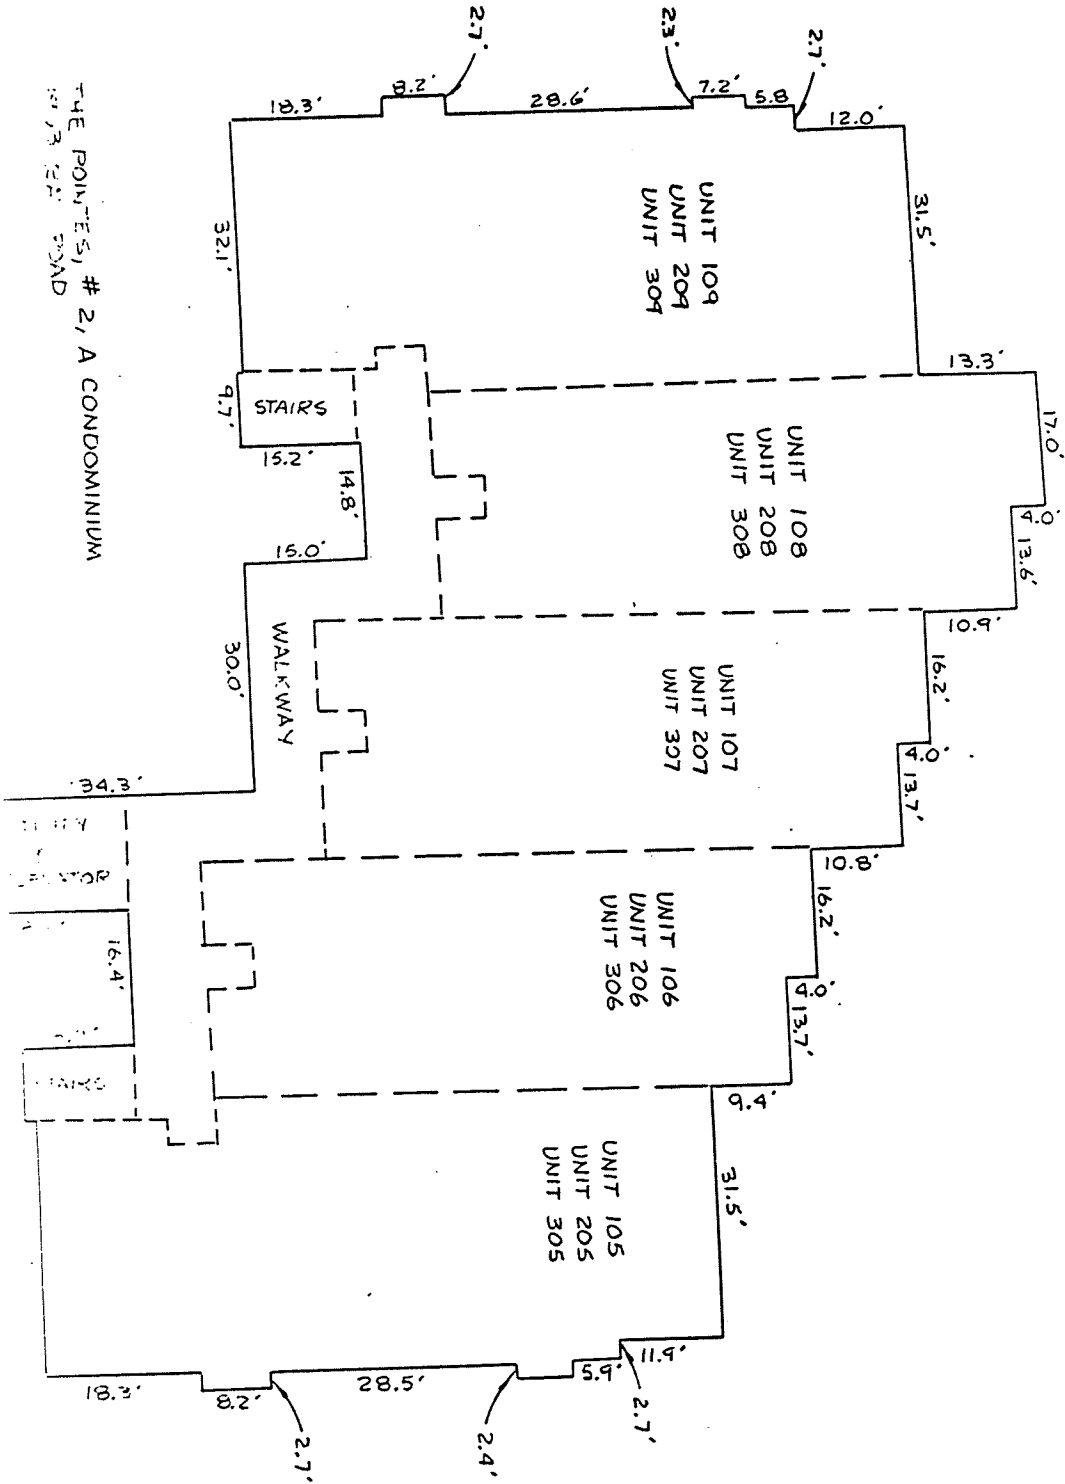 2.7'
2.3'
2.7'
18.3'
8.2'
28.6'
7.2'
5.8
12.0'
31.5'
UNIT 109
UNIT 209
UNIT 309
32.1'
13.3'
17.0'
STAIRS
9.7'
15.2'
14.8'
15.0'
UNIT 108
UNIT 208
UNIT 308
4.0'
13.6'
10.9'
WALKWAY
30.0'
UNIT 107
UNIT 207
UNIT 307
16.2'
4.0'
13.7'
10.8'
34.3'
16.4'
UNIT 106
UNIT 206
UNIT 306
16.2'
4.0'
13.7'
9.4'
STAIRS
UNIT 105
UNIT 205
UNIT 305
31.5'
18.3'
8.2'
28.5'
5.9'
11.9'
2.7'
2.4'
2.7'
THE POINTES, # 2, A CONDOMINIUM
ROAD